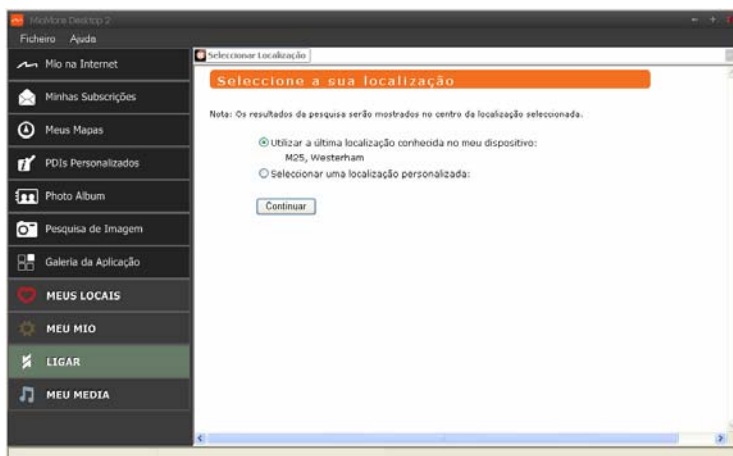 MioMore Desktop 2
Ficheiro Ajuda
Mio na Internet
Minhas Subscrições
Meus Mapas
PDIs Personalizados
Photo Album
Pesquisa de Imagem
Galeria da Aplicação
MEUS LOCAIS
MEU MIO
LIGAR
MEU MEDIA
Seleccionar Localização
Seleccione a sua localização
Nota: Os resultados da pesquisa serão mostrados no centro da localização seleccionada.
Utilizar a última localização conhecida no meu dispositivo:
M25, Westerham
Seleccionar uma localização personalizada:
Continuar